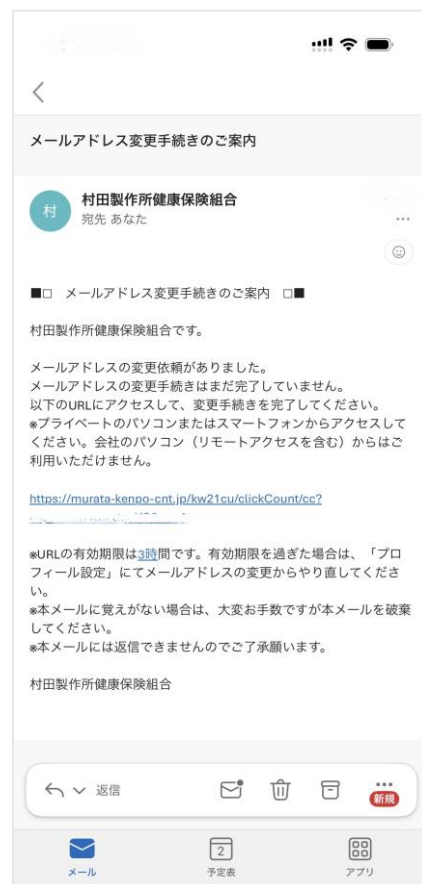 メールアドレス変更手続きのご案内
村
村田製作所健康保険組合
宛先 あなた
■□ メールアドレス変更手続きのご案内 □■
村田製作所健康保険組合です。
メールアドレスの変更依頼がありました。
メールアドレスの変更手続きはまだ完了していません。
以下のURLにアクセスして、変更手続きを完了してください。
※プライベートのパソコンまたはスマートフォンからアクセスして
ください。会社のパソコン（リモートアクセスを含む）からはご
利用いただけません。
https://murata-kenpo-cnt.jp/kw21cu/clickCount/cc?
※URLの有効期限は3時間です。有効期限を過ぎた場合は、「プロ
フィール設定」にてメールアドレスの変更からやり直してくださ
い。
※本メールに覚えがない場合は、大変お手数ですが本メールを破棄
してください。
※本メールには返信できませんのでご了承願います。
村田製作所健康保険組合
返信
新規
2
メール 予定表 アプリ